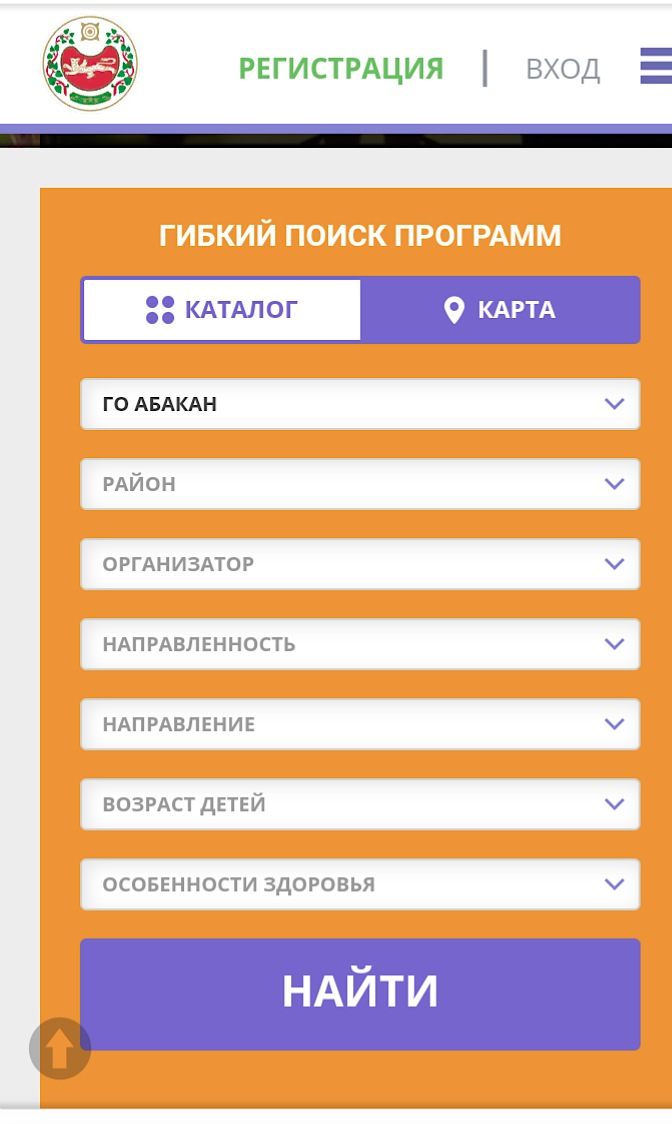 РЕГИСТРАЦИЯ | ВХОД
ГИБКИЙ ПОИСК ПРОГРАММ
КАТАЛОГ КАРТА
ГО АБАКАН
РАЙОН
ОРГАНИЗАТОР
НАПРАВЛЕННОСТЬ
НАПРАВЛЕНИЕ
ВОЗРАСТ ДЕТЕЙ
ОСОБЕННОСТИ ЗДОРОВЬЯ
НАЙТИ